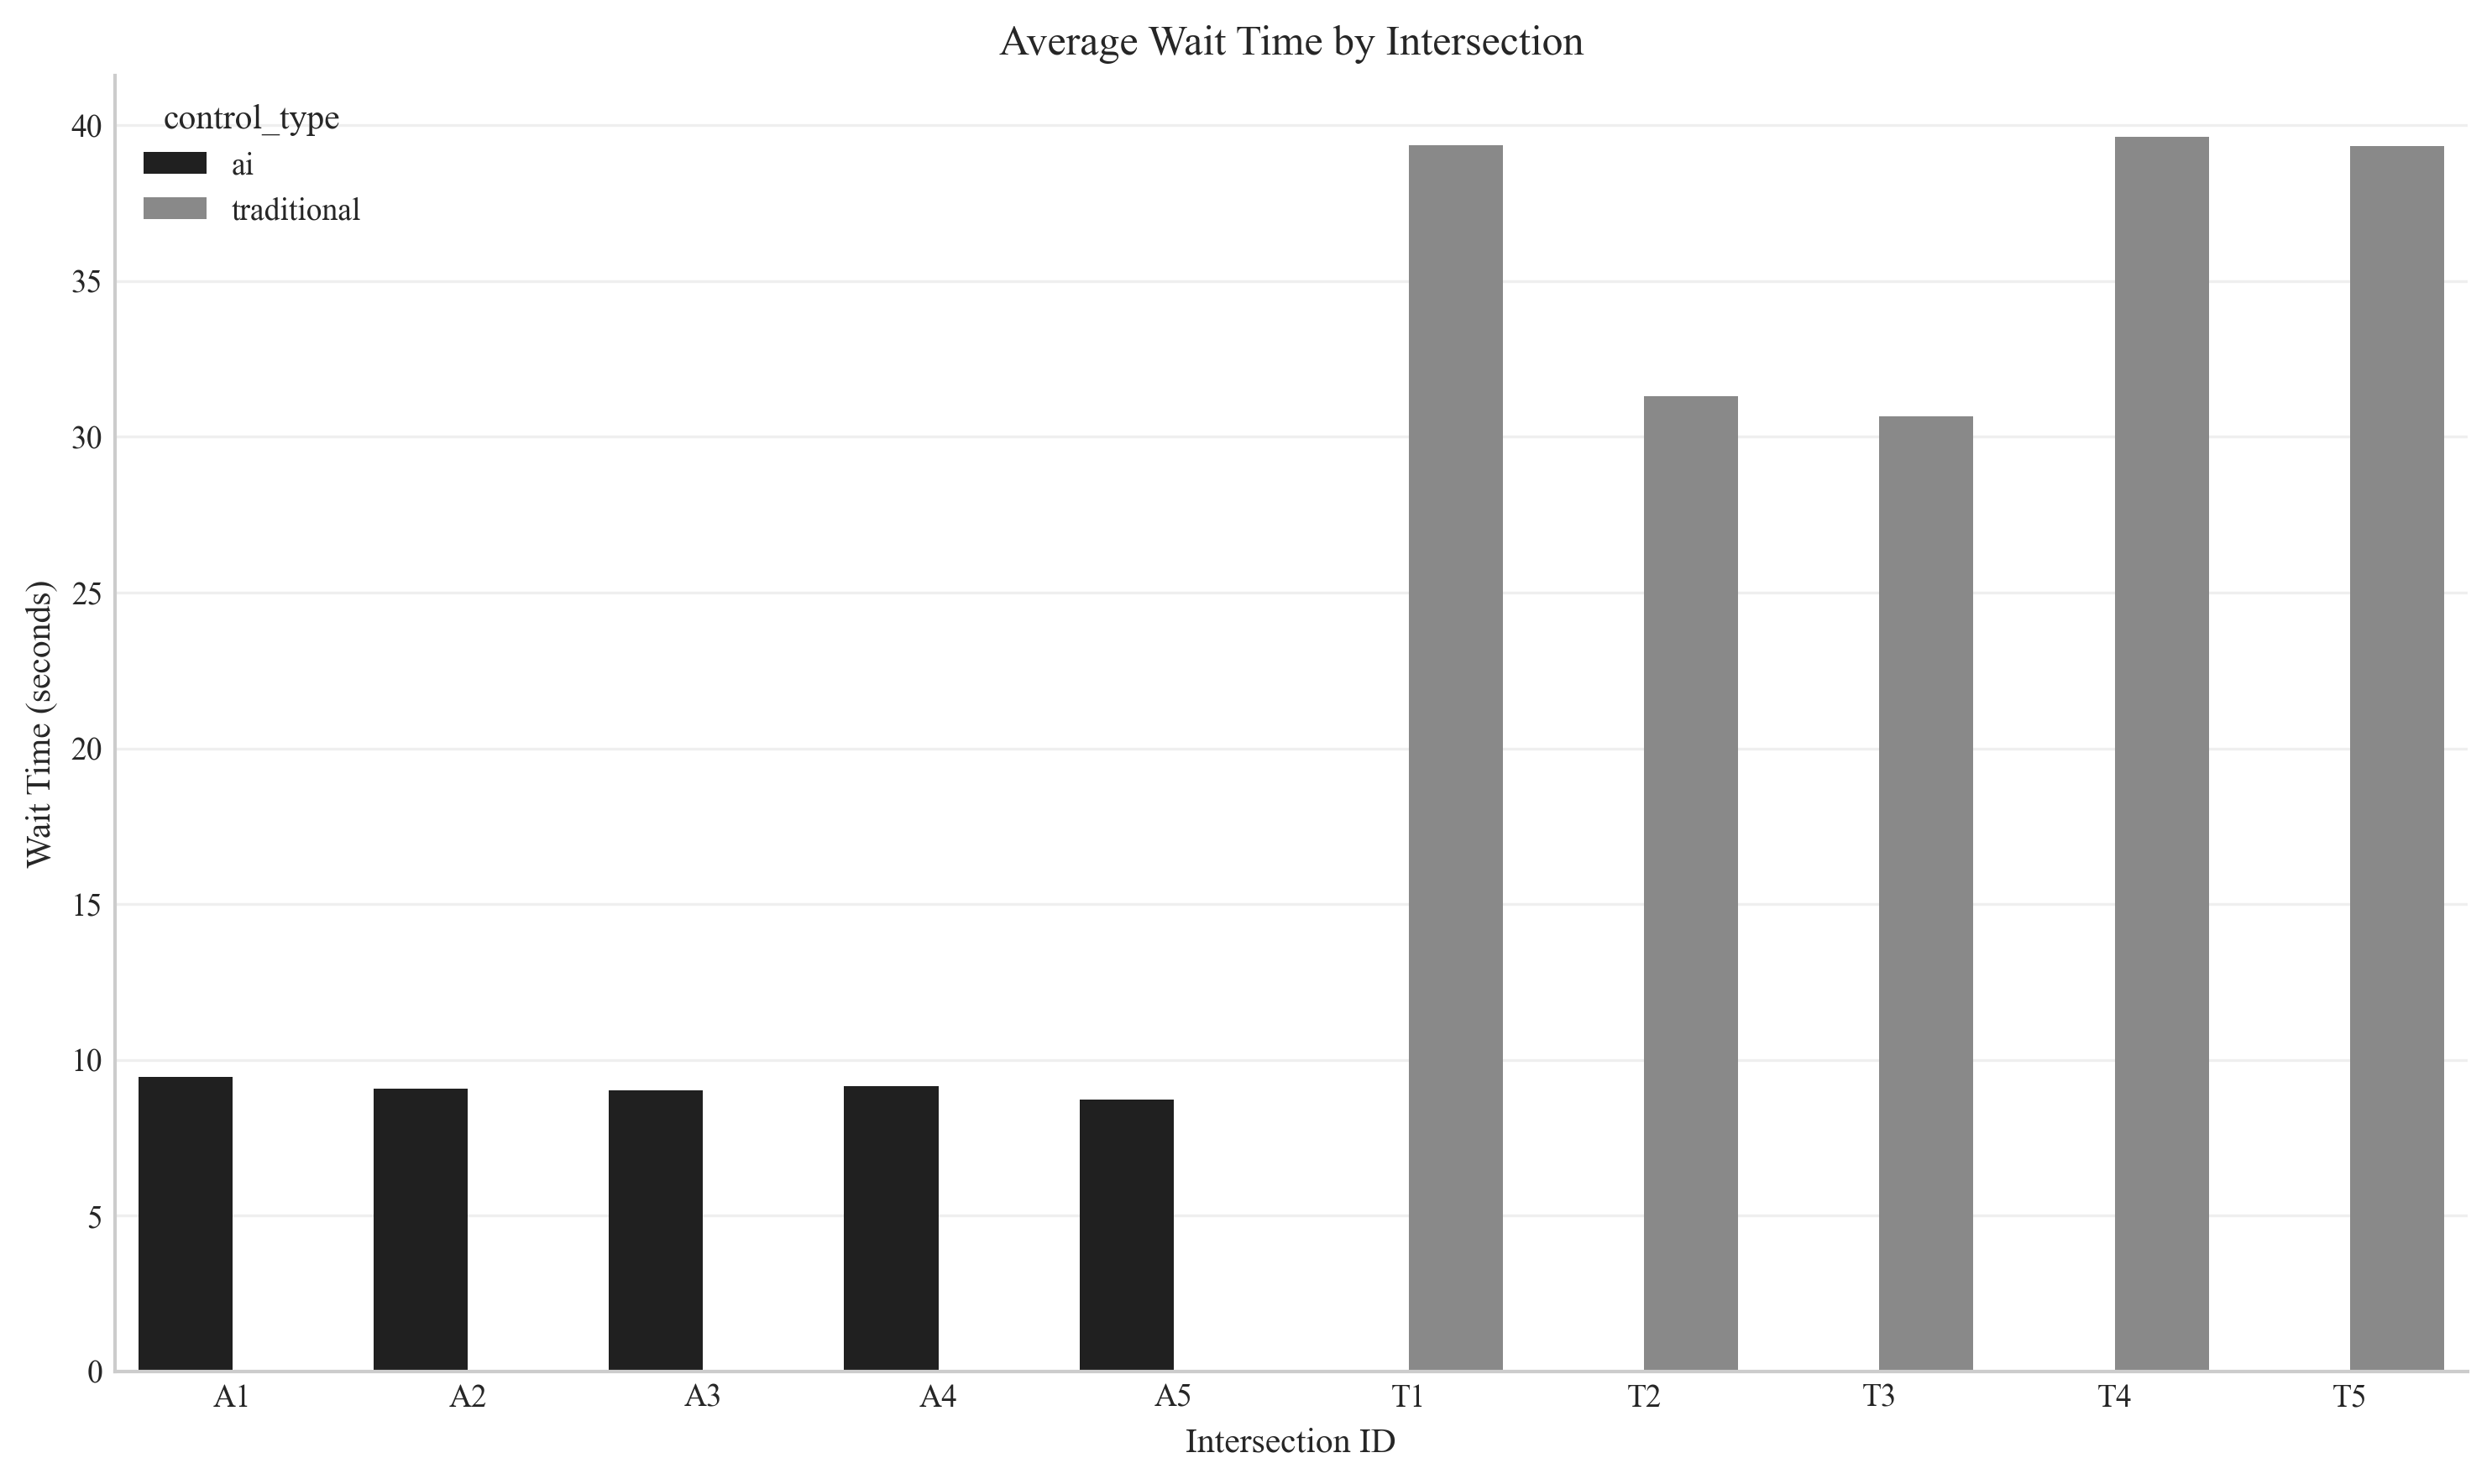 Average Wait Time by Intersection
control_type
ai
traditional
40
35
30
25
20
15
10
5
0
Wait Time (seconds)
A1 A2 A3 A4 A5 T1 T2 T3 T4 T5
Intersection ID